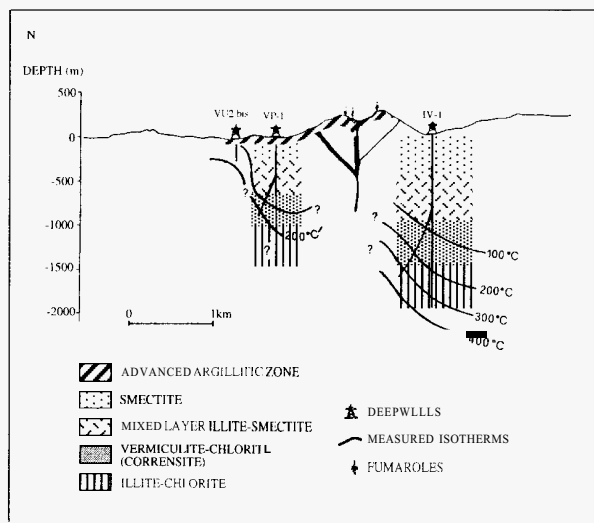 N
DEPTH (m)
500
0
-500
-1000
-1500
-2000
VU2 bis
VP-1
IV-1
?
?
200°C
?
?
?
100°C
200°C
300°C
400°C
0 1km
ADVANCED ARGILLITIC ZONE
SMECTITE
MIXED LAYER ILLITE-SMECTITE
VERMICULITE-CHLORITE
(CORRENSITE)
ILLITE-CHLORITE
DEEPWLLLS
MEASURED ISOTHERMS
FUMAROLES